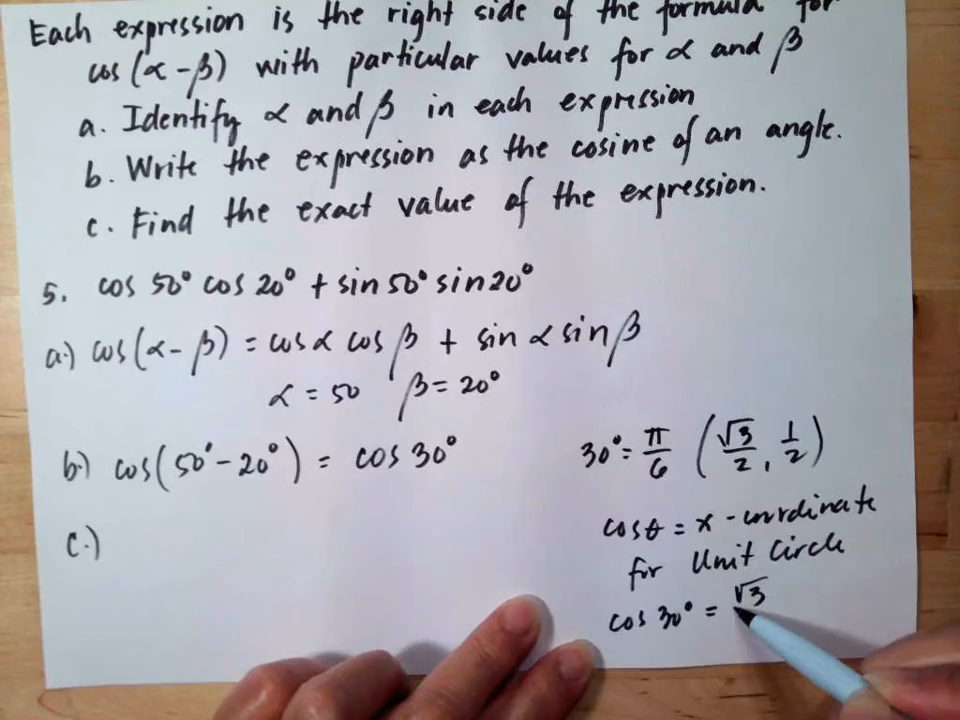 Each expression is the right side of the formula for
cos (α - β) with particular values for α and β
a. Identify α and β in each expression
b. Write the expression as the cosine of an angle.
c. Find the exact value of the expression.
5. cos 50° cos 20° + sin 50° sin 20°
a.) cos (α - β) = cos α cos β + sin α sin β
α = 50 β = 20°
b.) cos (50° - 20°) = cos 30°
30° = π/6 (√3/2, 1/2)
c.)
cos θ = x - coordinate
for Unit Circle
cos 30° = √3